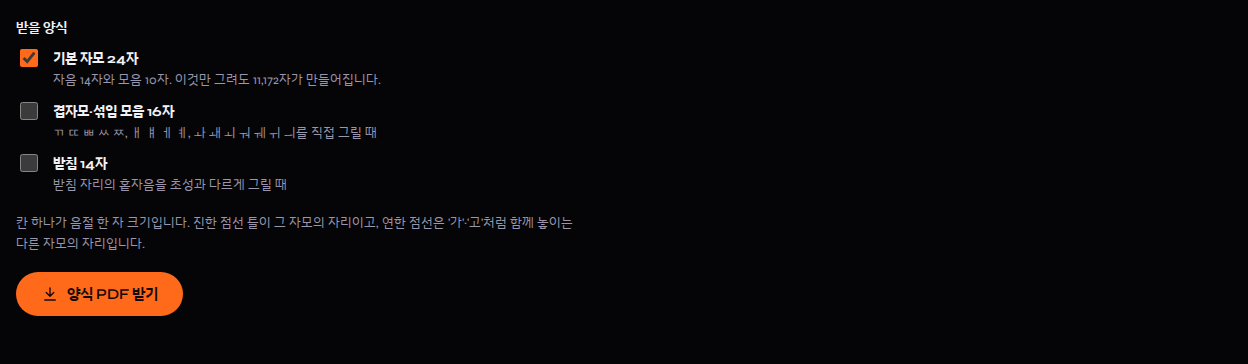 받을 양식
기본 자모 24자
자음 14자와 모음 10자. 이것만 그려도 11,172자가 만들어집니다.
겹자모·섞임 모음 16자
ㄲ ㄸ ㅃ ㅆ ㅉ, ㅐ ㅒ ㅔ ㅖ, ㅘ ㅙ ㅚ ㅝ ㅞ ㅟ ㅢ를 직접 그릴 때
받침 14자
받침 자리의 홑자음을 초성과 다르게 그릴 때
칸 하나가 음절 한 자 크기입니다. 진한 점선 틀이 그 자모의 자리이고, 연한 점선은 '가'·'고'처럼 함께 놓이는
다른 자모의 자리입니다.
양식 PDF 받기